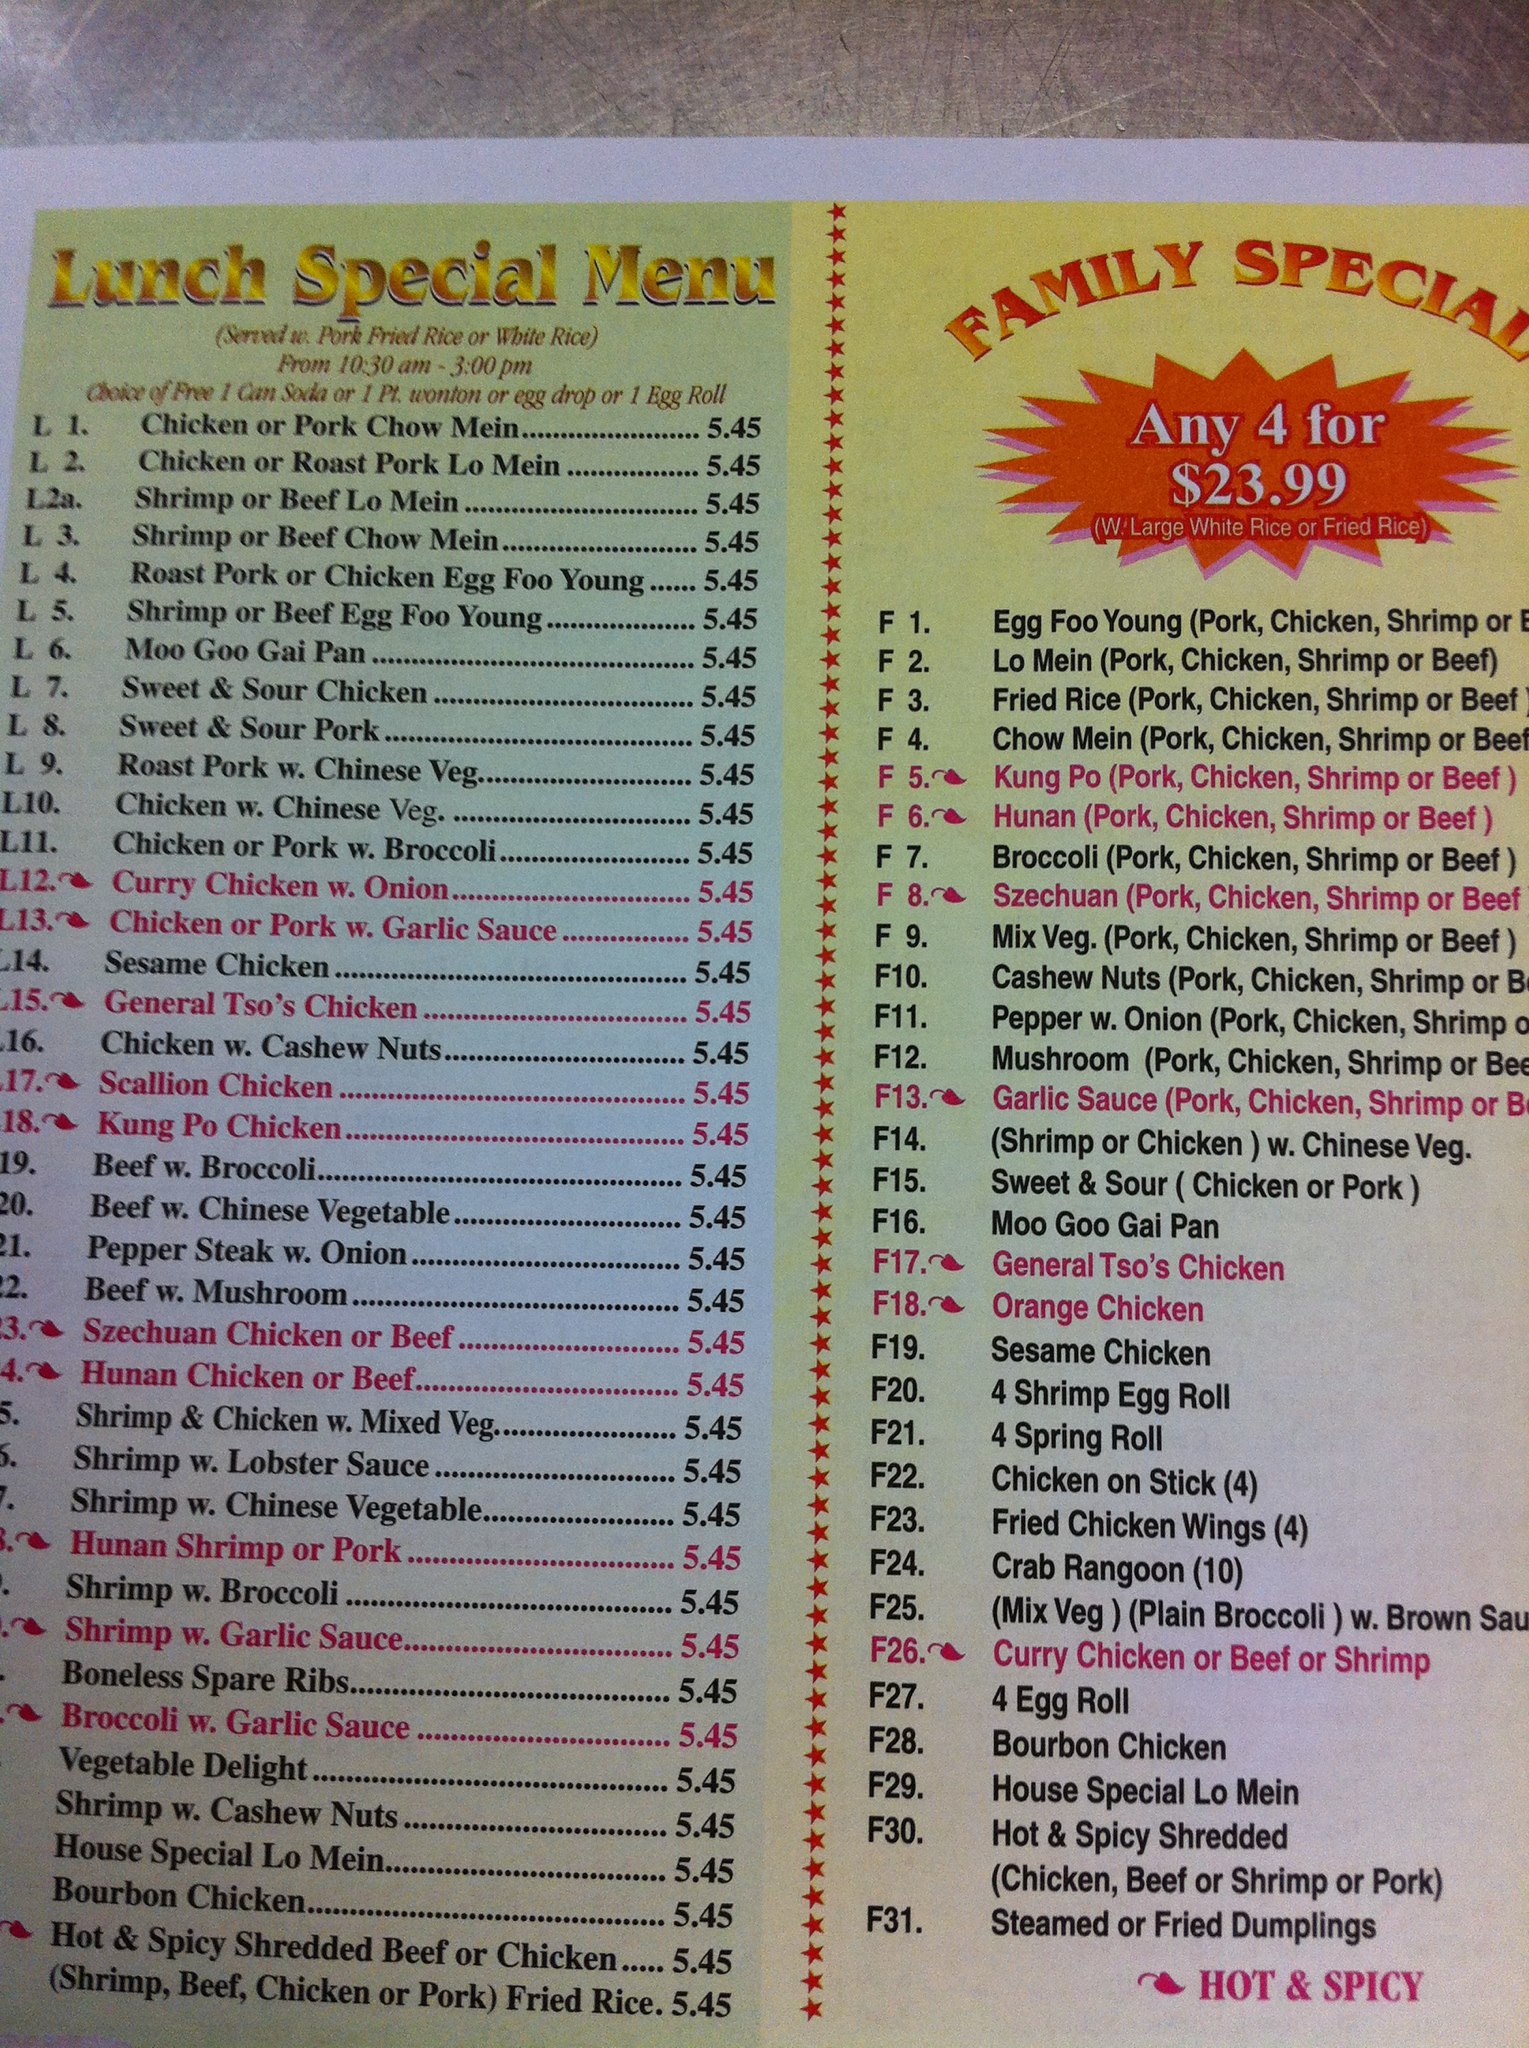 Lunch Special Menu
(Served w. Pork Fried Rice or White Rice)
From 10:30 am - 3:00 pm
Choice of Free 1 Can Soda or 1 Pt. wonton or egg drop or 1 Egg Roll
L 1. Chicken or Pork Chow Mein........................ 5.45
L 2. Chicken or Roast Pork Lo Mein ................. 5.45
L2a. Shrimp or Beef Lo Mein ............................. 5.45
L 3. Shrimp or Beef Chow Mein......................... 5.45
L 4. Roast Pork or Chicken Egg Foo Young ...... 5.45
L 5. Shrimp or Beef Egg Foo Young................... 5.45
L 6. Moo Goo Gai Pan ........................................ 5.45
L 7. Sweet & Sour Chicken ................................ 5.45
L 8. Sweet & Sour Pork ...................................... 5.45
L 9. Roast Pork w. Chinese Veg.......................... 5.45
L10. Chicken w. Chinese Veg. ............................. 5.45
L11. Chicken or Pork w. Broccoli........................ 5.45
L12. Curry Chicken w. Onion.............................. 5.45
L13. Chicken or Pork w. Garlic Sauce ................ 5.45
L14. Sesame Chicken ........................................... 5.45
L15. General Tso's Chicken ................................ 5.45
16. Chicken w. Cashew Nuts.............................. 5.45
17. Scallion Chicken .......................................... 5.45
18. Kung Po Chicken.......................................... 5.45
19. Beef w. Broccoli............................................. 5.45
20. Beef w. Chinese Vegetable............................ 5.45
21. Pepper Steak w. Onion ................................. 5.45
2. Beef w. Mushroom ........................................ 5.45
3. Szechuan Chicken or Beef ........................... 5.45
4. Hunan Chicken or Beef................................ 5.45
5. Shrimp & Chicken w. Mixed Veg...................... 5.45
6. Shrimp w. Lobster Sauce .............................. 5.45
7. Shrimp w. Chinese Vegetable........................ 5.45
8. Hunan Shrimp or Pork ................................. 5.45
Shrimp w. Broccoli ........................................ 5.45
Shrimp w. Garlic Sauce................................. 5.45
Boneless Spare Ribs........................................ 5.45
Broccoli w. Garlic Sauce ............................... 5.45
Vegetable Delight ........................................... 5.45
Shrimp w. Cashew Nuts ................................ 5.45
House Special Lo Mein.................................. 5.45
Bourbon Chicken........................................... 5.45
Hot & Spicy Shredded Beef or Chicken ..... 5.45
(Shrimp, Beef, Chicken or Pork) Fried Rice. 5.45
FAMILY SPECIAL
Any 4 for
$23.99
(W. Large White Rice or Fried Rice)
F 1. Egg Foo Young (Pork, Chicken, Shrimp or
F 2. Lo Mein (Pork, Chicken, Shrimp or Beef)
F 3. Fried Rice (Pork, Chicken, Shrimp or Beef )
F 4. Chow Mein (Pork, Chicken, Shrimp or Beef
F 5. Kung Po (Pork, Chicken, Shrimp or Beef )
F 6. Hunan (Pork, Chicken, Shrimp or Beef )
F 7. Broccoli (Pork, Chicken, Shrimp or Beef )
F 8. Szechuan (Pork, Chicken, Shrimp or Beef
F 9. Mix Veg. (Pork, Chicken, Shrimp or Beef )
F10. Cashew Nuts (Pork, Chicken, Shrimp or
F11. Pepper w. Onion (Pork, Chicken, Shrimp
F12. Mushroom (Pork, Chicken, Shrimp or
F13. Garlic Sauce (Pork, Chicken, Shrimp or
F14. (Shrimp or Chicken ) w. Chinese Veg.
F15. Sweet & Sour ( Chicken or Pork )
F16. Moo Goo Gai Pan
F17. General Tso's Chicken
F18. Orange Chicken
F19. Sesame Chicken
F20. 4 Shrimp Egg Roll
F21. 4 Spring Roll
F22. Chicken on Stick (4)
F23. Fried Chicken Wings (4)
F24. Crab Rangoon (10)
F25. (Mix Veg ) (Plain Broccoli ) w. Brown
F26. Curry Chicken or Beef or Shrimp
F27. 4 Egg Roll
F28. Bourbon Chicken
F29. House Special Lo Mein
F30. Hot & Spicy Shredded
(Chicken, Beef or Shrimp or Pork)
F31. Steamed or Fried Dumplings
HOT & SPICY